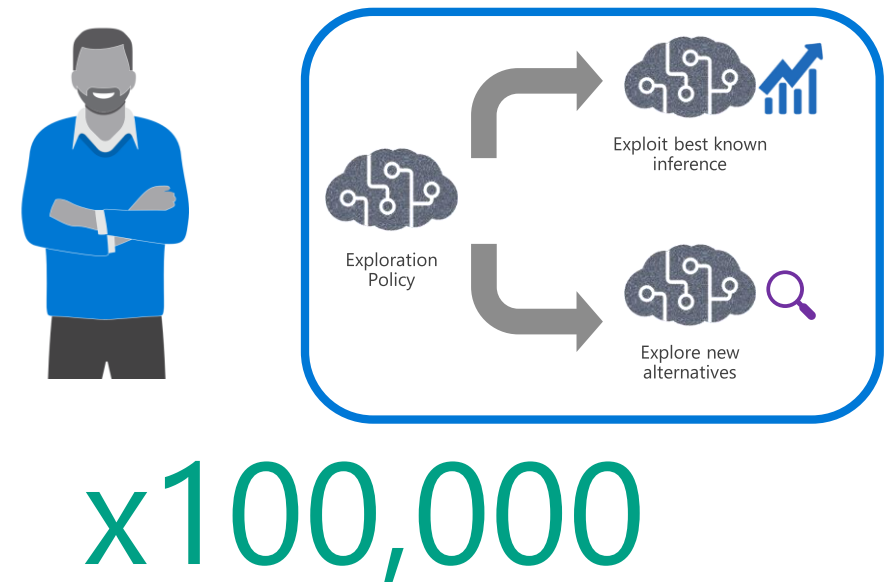 Exploit best known
inference
Exploration
Policy
Explore new
alternatives
x100,000